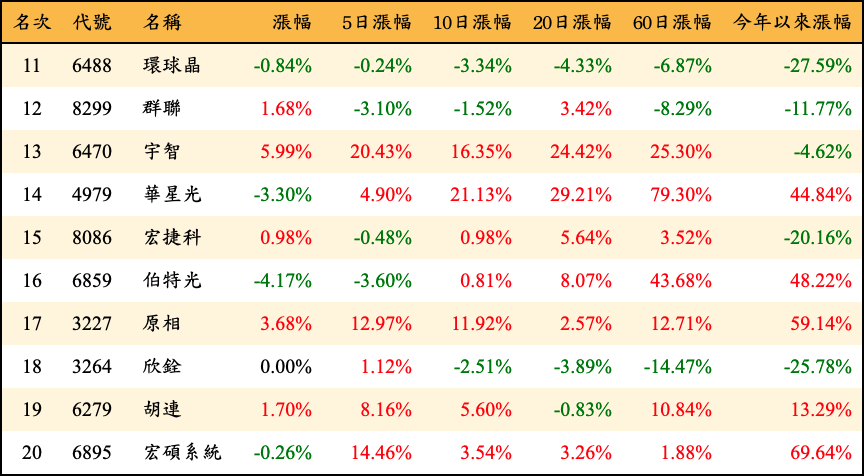 名次 代號 名稱 漲幅 5日漲幅 10日漲幅 20日漲幅 60日漲幅 今年以來漲幅
11 6488 環球晶 -0.84% -0.24% -3.34% -4.33% -6.87% -27.59%
12 8299 群聯 1.68% -3.10% -1.52% 3.42% -8.29% -11.77%
13 6470 宇智 5.99% 20.43% 16.35% 24.42% 25.30% -4.62%
14 4979 華星光 -3.30% 4.90% 21.13% 29.21% 79.30% 44.84%
15 8086 宏捷科 0.98% -0.48% 0.98% 5.64% 3.52% -20.16%
16 6859 伯特光 -4.17% -3.60% 0.81% 8.07% 43.68% 48.22%
17 3227 原相 3.68% 12.97% 11.92% 2.57% 12.71% 59.14%
18 3264 欣銓 0.00% 1.12% -2.51% -3.89% -14.47% -25.78%
19 6279 胡連 1.70% 8.16% 5.60% -0.83% 10.84% 13.29%
20 6895 宏碩系統 -0.26% 14.46% 3.54% 3.26% 1.88% 69.64%